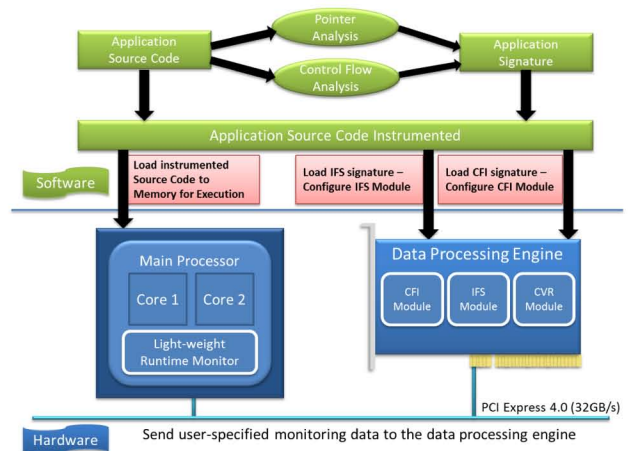 Pointer
Analysis
Application
Source Code
Application
Signature
Control Flow
Analysis
Application Source Code Instrumented
Load instrumented
Source Code to
Memory for Execution
Load IFS signature –
Configure IFS Module
Load CFI signature –
Configure CFI Module
Software
Main Processor
Core 1
Core 2
Light-weight
Runtime Monitor
Data Processing Engine
CFI
Module
IFS
Module
CVR
Module
PCI Express 4.0 (32GB/s)
Hardware
Send user-specified monitoring data to the data processing engine